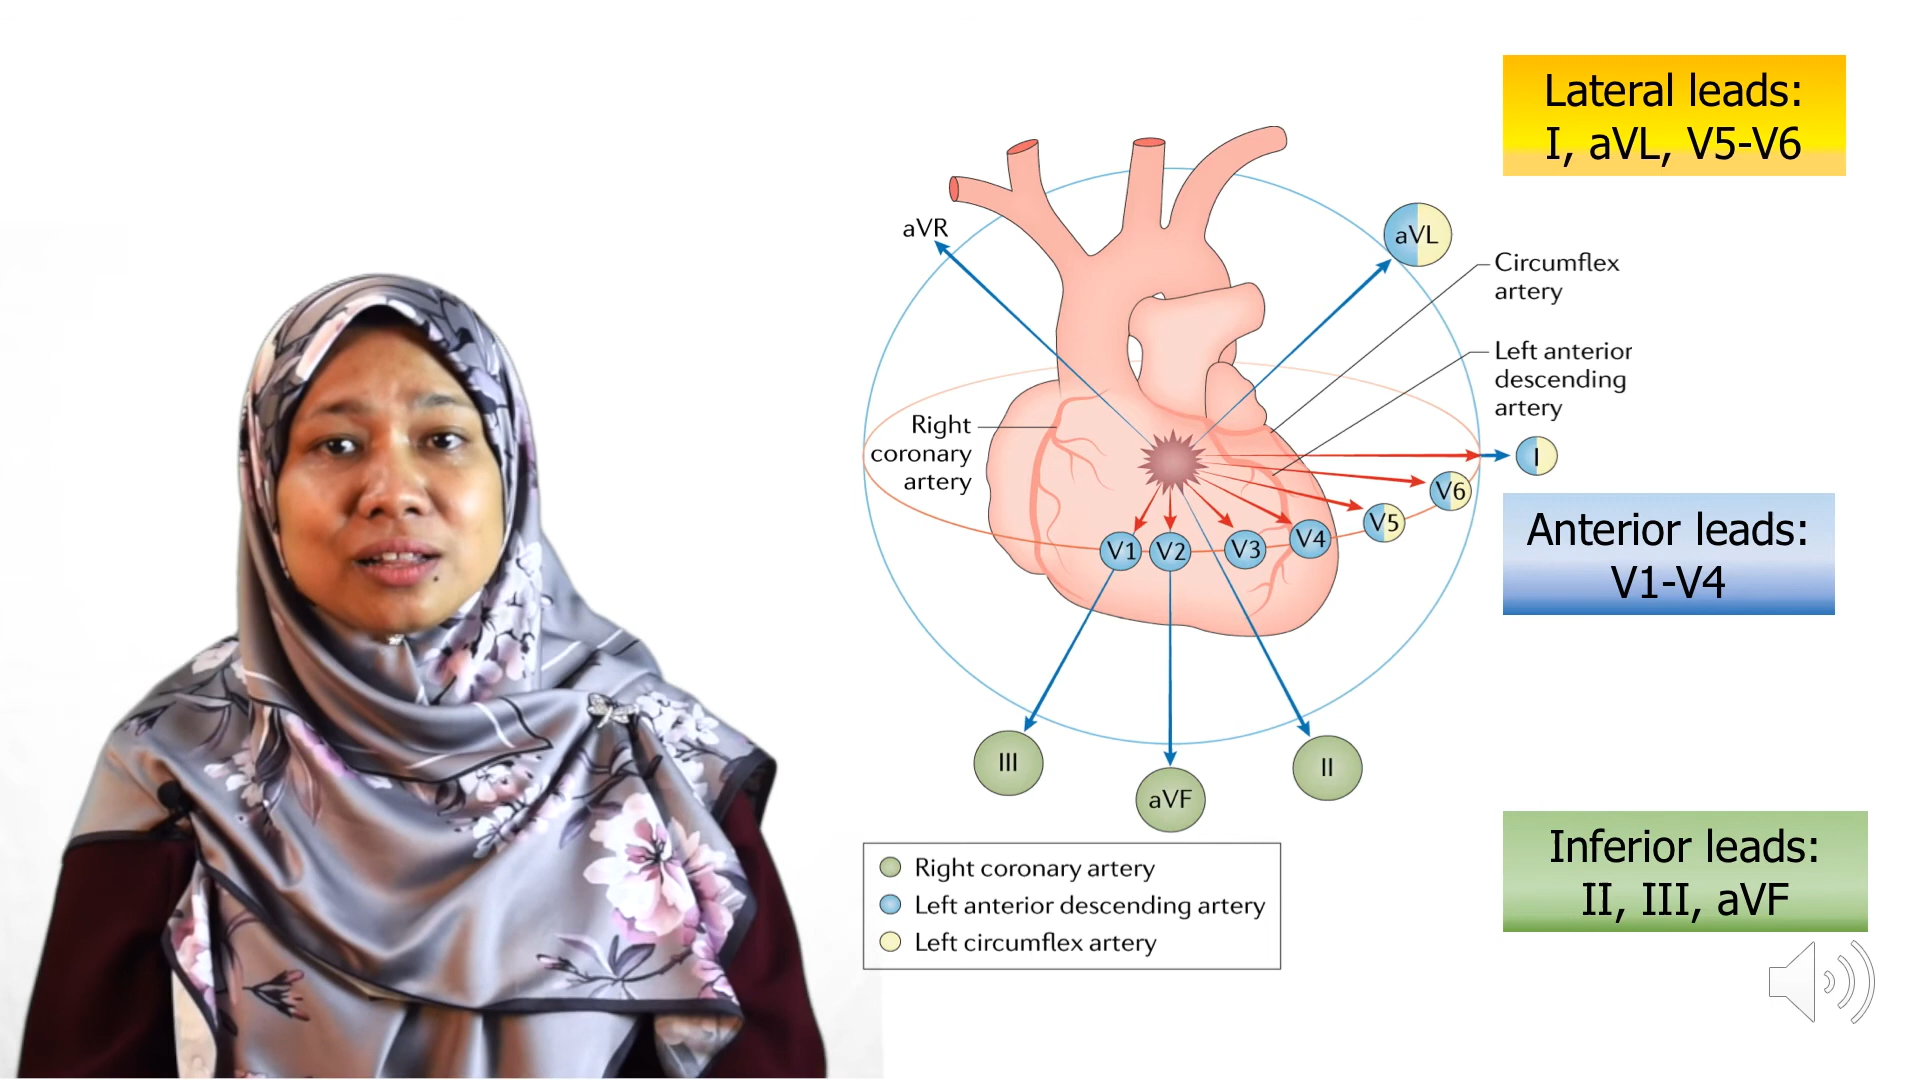 Lateral leads:
I, aVL, V5-V6
aVR
aVL
Circumflex
artery
Left anterior
descending
artery
Right
coronary
artery
I
V6
V5
V4
V3
V2
V1
Anterior leads:
V1-V4
III
aVF
II
Right coronary artery
Left anterior descending artery
Left circumflex artery
Inferior leads:
II, III, aVF